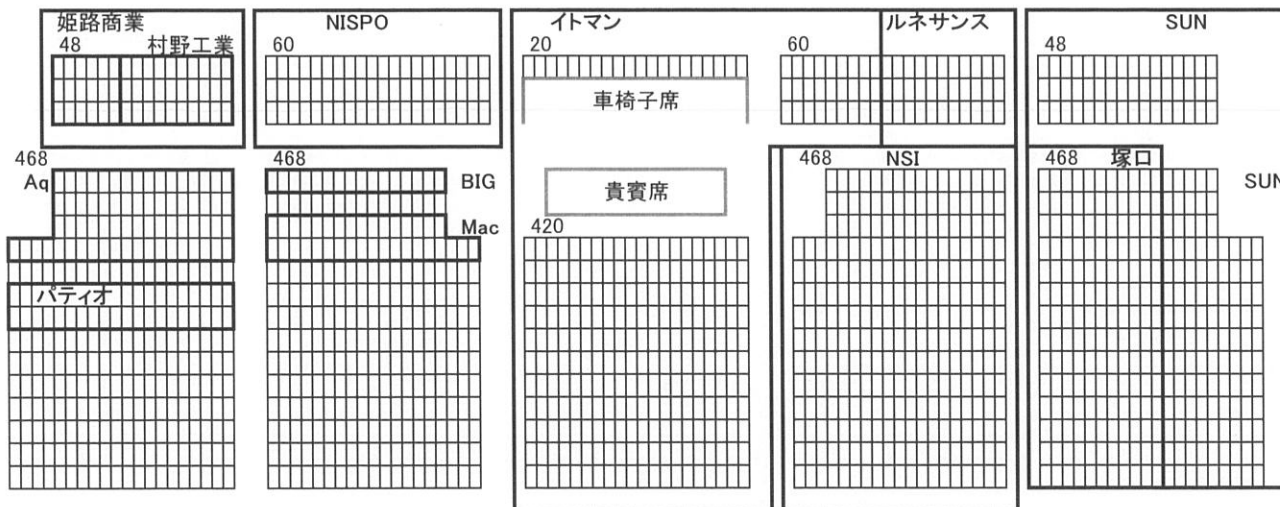 姫路商業
48 村野工業
NISPO
60
イトマン
20
車椅子席
ルネサンス
60
SUN
48
468
Aq
パティオ
468
BIG
Mac
貴賓席
420
468 NSI
468 塚口
SUN